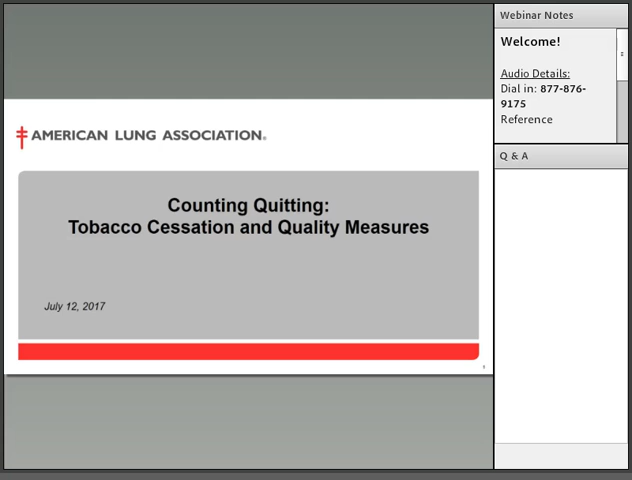 AMERICAN LUNG ASSOCIATION®
Counting Quitting:
Tobacco Cessation and Quality Measures
July 12, 2017
Webinar Notes
Welcome!
Audio Details:
Dial in: 877-876-
9175
Reference
Q & A